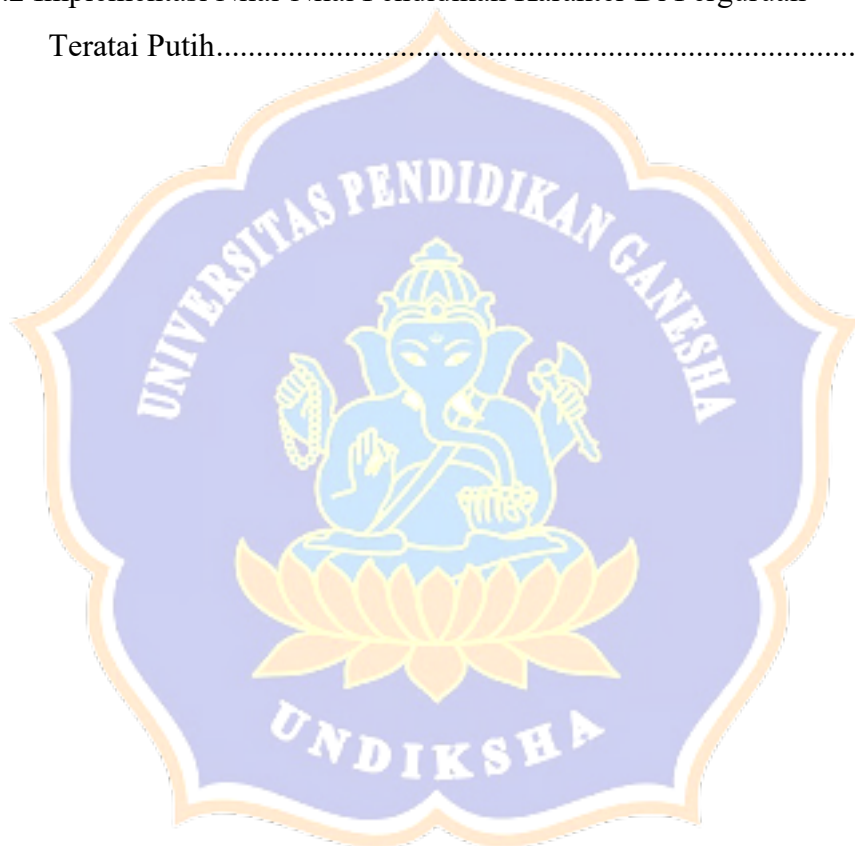 Teratai Putih......................................................................................
UNIVERSITAS PENDIDIKAN GANESHA
UNDIKSHA